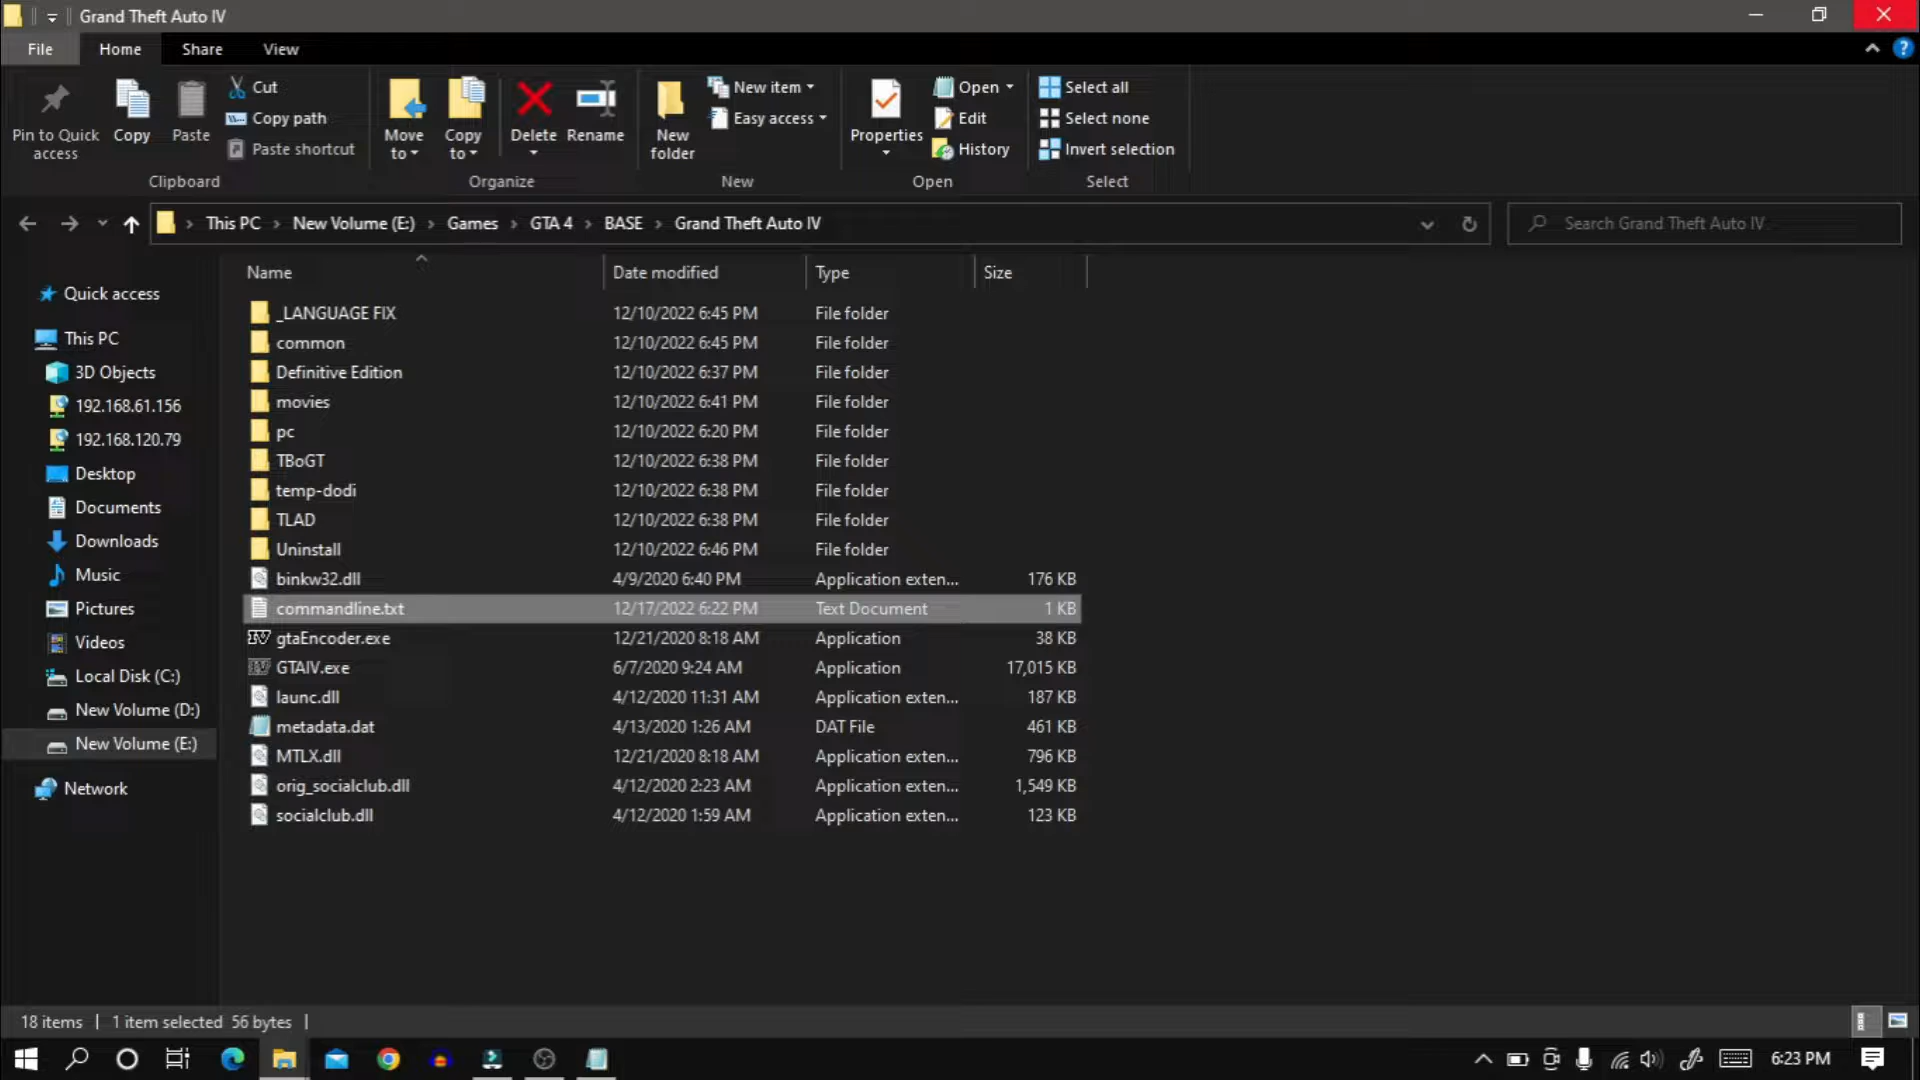 Grand Theft Auto IV
File Home Share View
Pin to Quick access
Copy
Paste
Cut
Copy path
Paste shortcut
Clipboard
Move to
Copy to
Delete
Rename
Organize
New folder
New item
Easy access
New
Properties
Open
Edit
History
Open
Select all
Select none
Invert selection
Select
This PC > New Volume (E:) > Games > GTA 4 > BASE > Grand Theft Auto IV
Search Grand Theft Auto IV
Quick access
This PC
3D Objects
192.168.61.156
192.168.120.79
Desktop
Documents
Downloads
Music
Pictures
Videos
Local Disk (C:)
New Volume (D:)
New Volume (E:)
Network
Name Date modified Type Size
_LANGUAGE FIX 12/10/2022 6:45 PM File folder
common 12/10/2022 6:45 PM File folder
Definitive Edition 12/10/2022 6:37 PM File folder
movies 12/10/2022 6:41 PM File folder
pc 12/10/2022 6:20 PM File folder
TBoGT 12/10/2022 6:38 PM File folder
temp-dodi 12/10/2022 6:38 PM File folder
TLAD 12/10/2022 6:38 PM File folder
Uninstall 12/10/2022 6:46 PM File folder
binkw32.dll 4/9/2020 6:40 PM Application exten... 176 KB
commandline.txt 12/17/2022 6:22 PM Text Document 1 KB
gtaEncoder.exe 12/21/2020 8:18 AM Application 38 KB
GTAIV.exe 6/7/2020 9:24 AM Application 17,015 KB
launc.dll 4/12/2020 11:31 AM Application exten... 187 KB
metadata.dat 4/13/2020 1:26 AM DAT File 461 KB
MTLX.dll 12/21/2020 8:18 AM Application exten... 796 KB
orig_socialclub.dll 4/12/2020 2:23 AM Application exten... 1,549 KB
socialclub.dll 4/12/2020 1:59 AM Application exten... 123 KB
18 items | 1 item selected 56 bytes |
6:23 PM